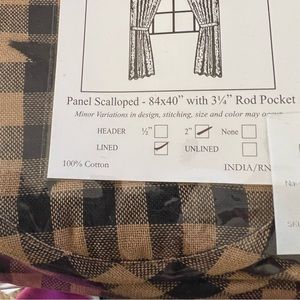 Panel Scalloped - 84x40" with 3¼" Rod Pocket
Minor Variations in design, stitching, size and color may occur
HEADER ½" 2" None
LINED UNLINED
100% Cotton INDIA/RN